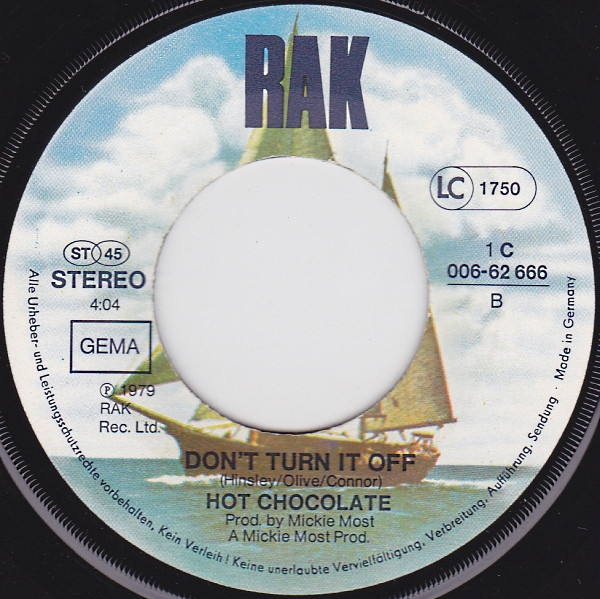 RAK
LC 1750
ST 45
STEREO
4:04
GEMA
℗ 1979
RAK
Rec. Ltd.
1 C
006-62 666
B
DON'T TURN IT OFF
(Hinsley/Olive/Connor)
HOT CHOCOLATE
Prod. by Mickie Most
A Mickie Most Prod.
Alle Urheber- und Leistungsschutzrechte vorbehalten, Kein Verleih! Keine unerlaubte Vervielfältigung, Verbreitung, Aufführung, Sendung · Made in Germany